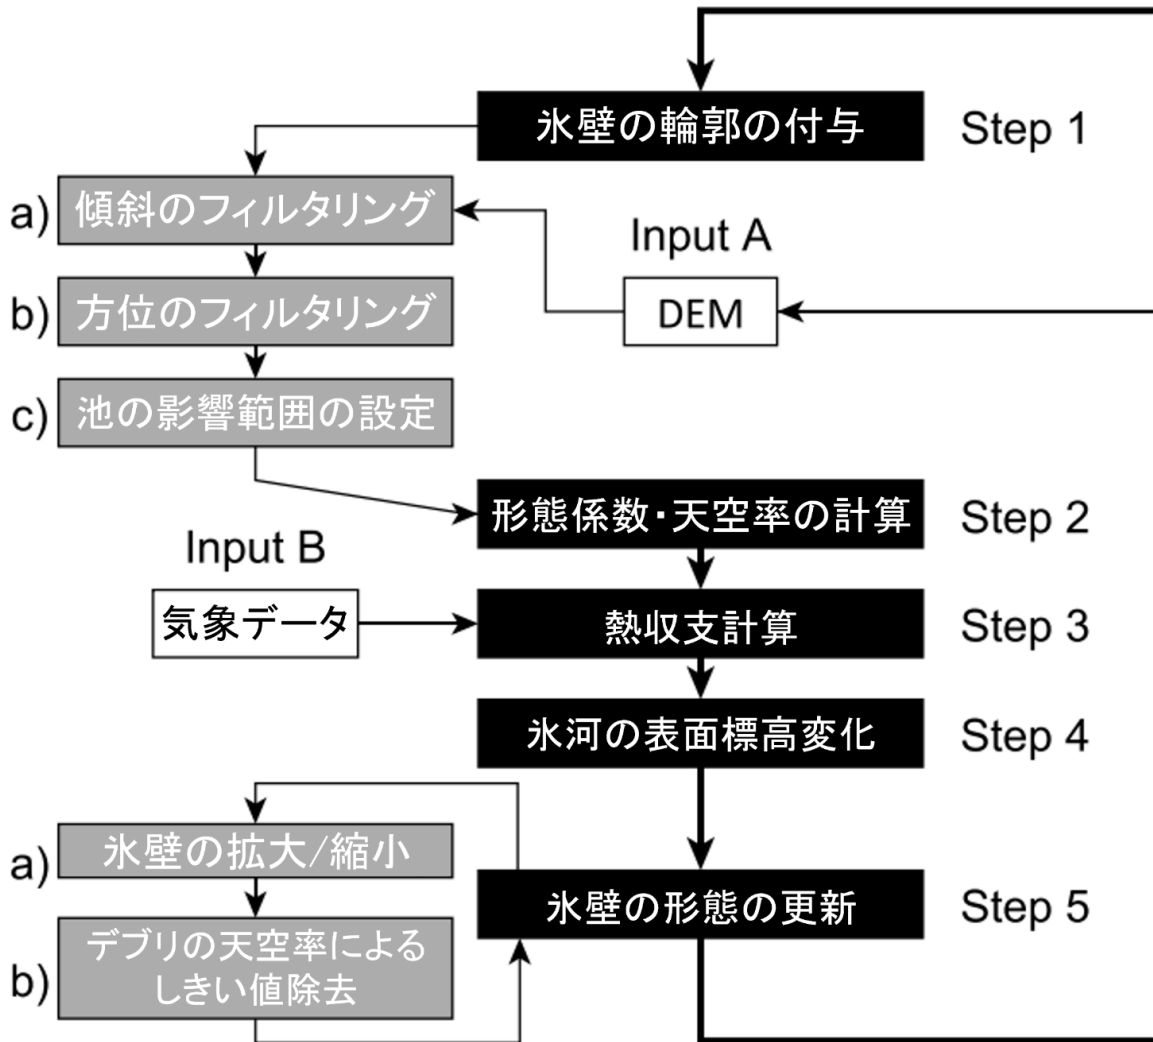 氷壁の輪郭の付与
Step 1
a)
傾斜のフィルタリング
Input A
DEM
b)
方位のフィルタリング
c)
池の影響範囲の設定
形態係数・天空率の計算
Step 2
Input B
気象データ
熱収支計算
Step 3
氷河の表面標高変化
Step 4
a)
氷壁の拡大/縮小
氷壁の形態の更新
Step 5
b)
デブリの天空率による
しきい値除去